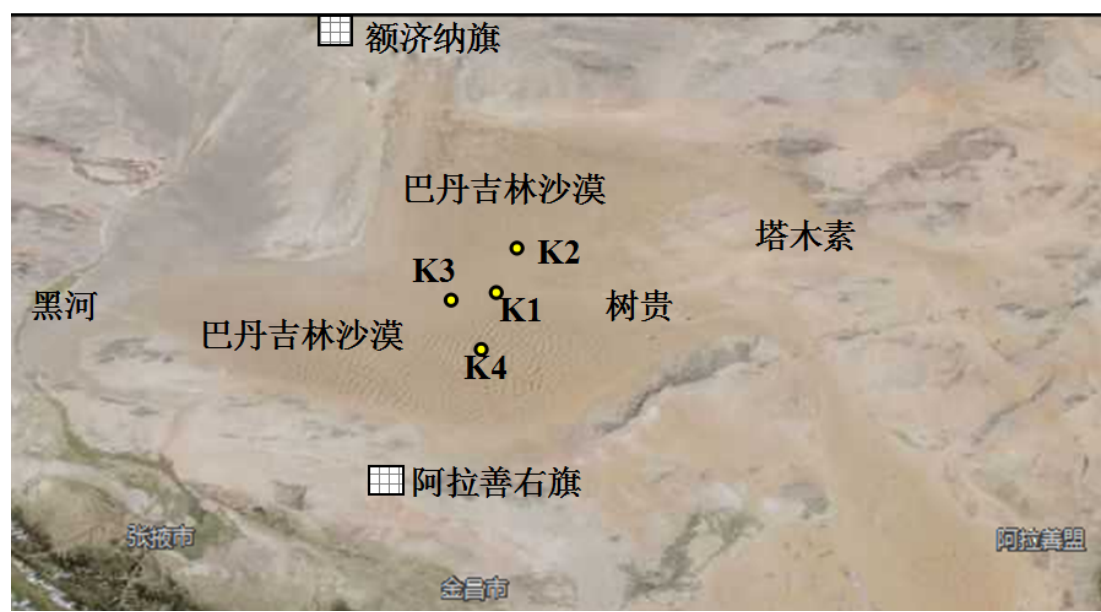 额济纳旗
巴丹吉林沙漠
塔木素
K2
K3
黑河
K1
树贵
巴丹吉林沙漠
K4
阿拉善右旗
张掖市
阿拉善盟
金昌市